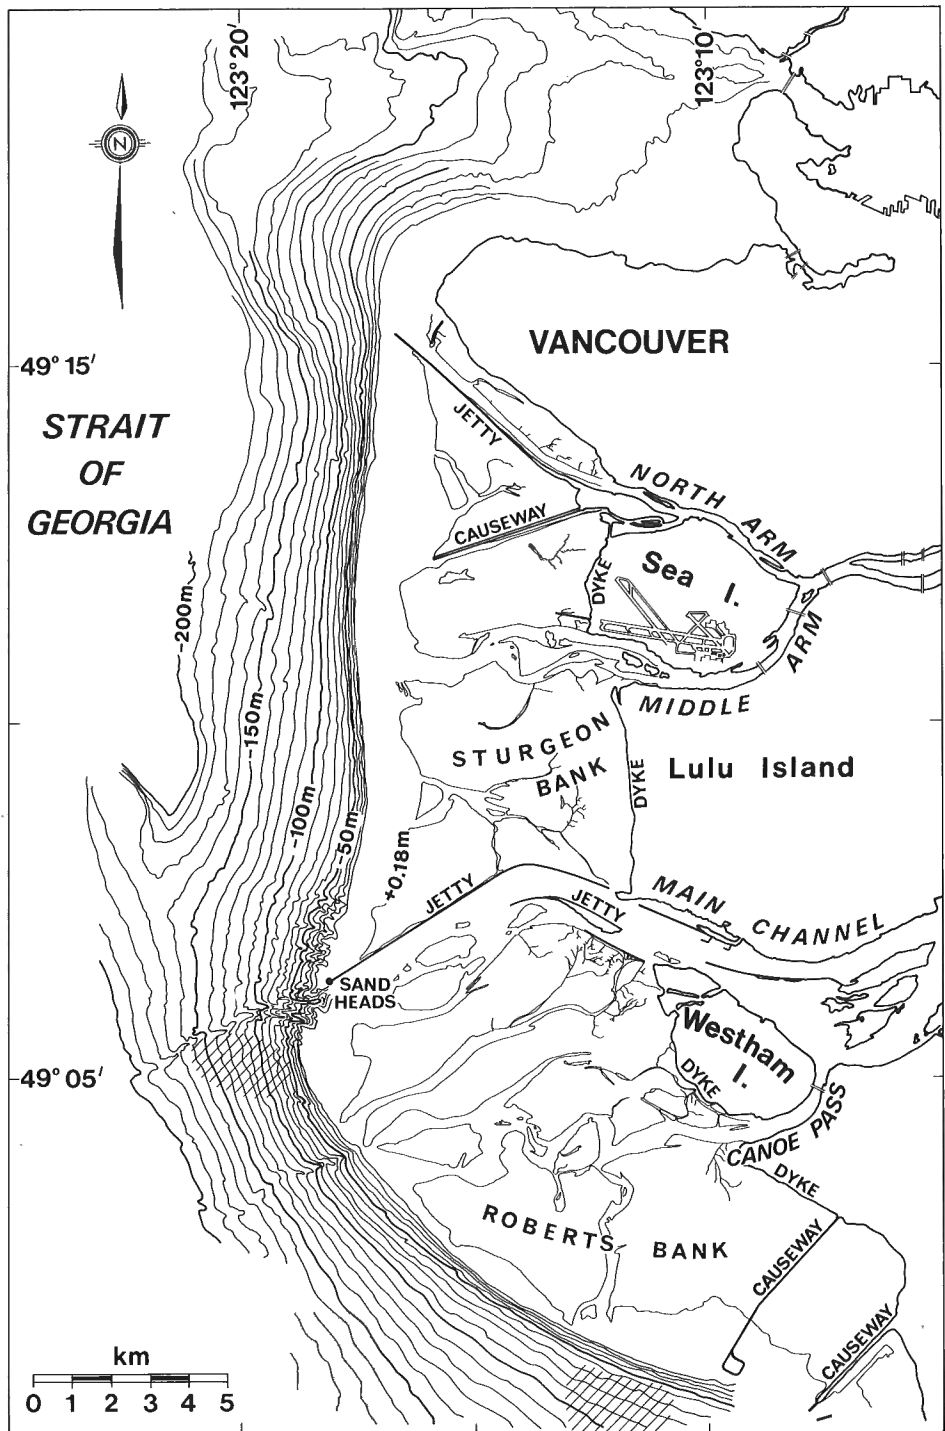 123° 20′
123° 10′
N
VANCOUVER
49° 15′
STRAIT
OF
GEORGIA
JETTY
NORTH ARM
CAUSEWAY
DYKE
Sea I.
-200m
MIDDLE ARM
-150m
STURGEON
BANK
DYKE
Lulu Island
-100m
-50m
+0.18m
JETTY
JETTY
MAIN CHANNEL
SAND
HEADS
Westham
I.
49° 05′
DYKE
CANOE PASS
DYKE
ROBERTS BANK
CAUSEWAY
CAUSEWAY
km
0 1 2 3 4 5